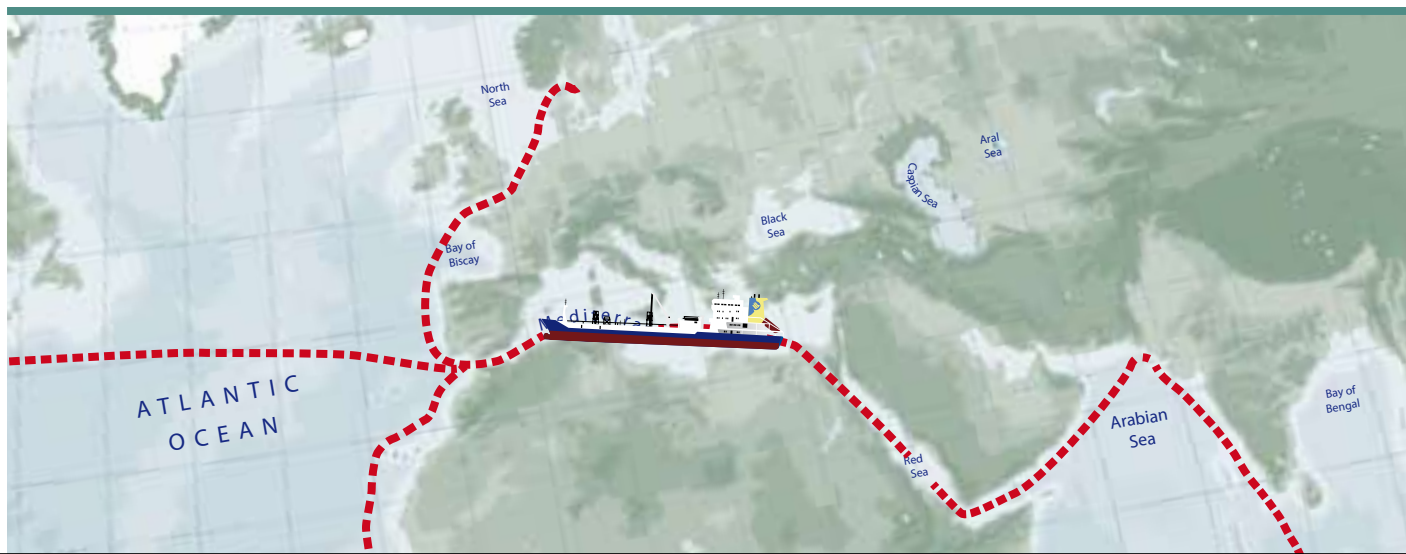 North
Sea
Aral
Sea
Caspian Sea
Black
Sea
Bay of
Biscay
ATLANTIC
OCEAN
Red
Sea
Arabian
Sea
Bay of
Bengal